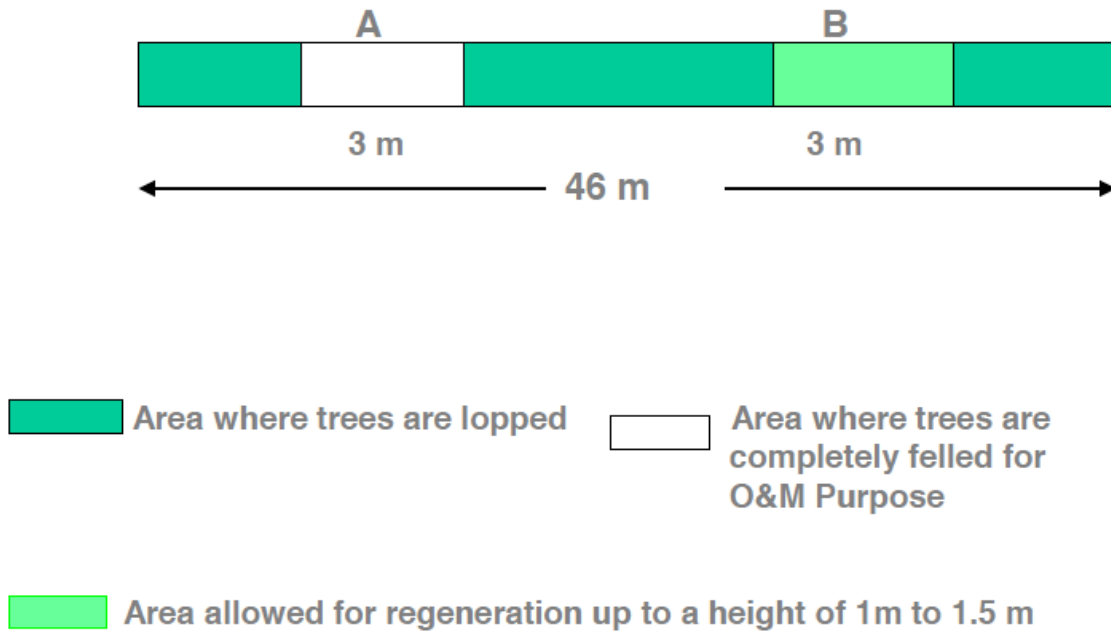 A B
3 m 3 m
46 m
Area where trees are lopped
Area where trees are
completely felled for
O&M Purpose
Area allowed for regeneration up to a height of 1m to 1.5 m